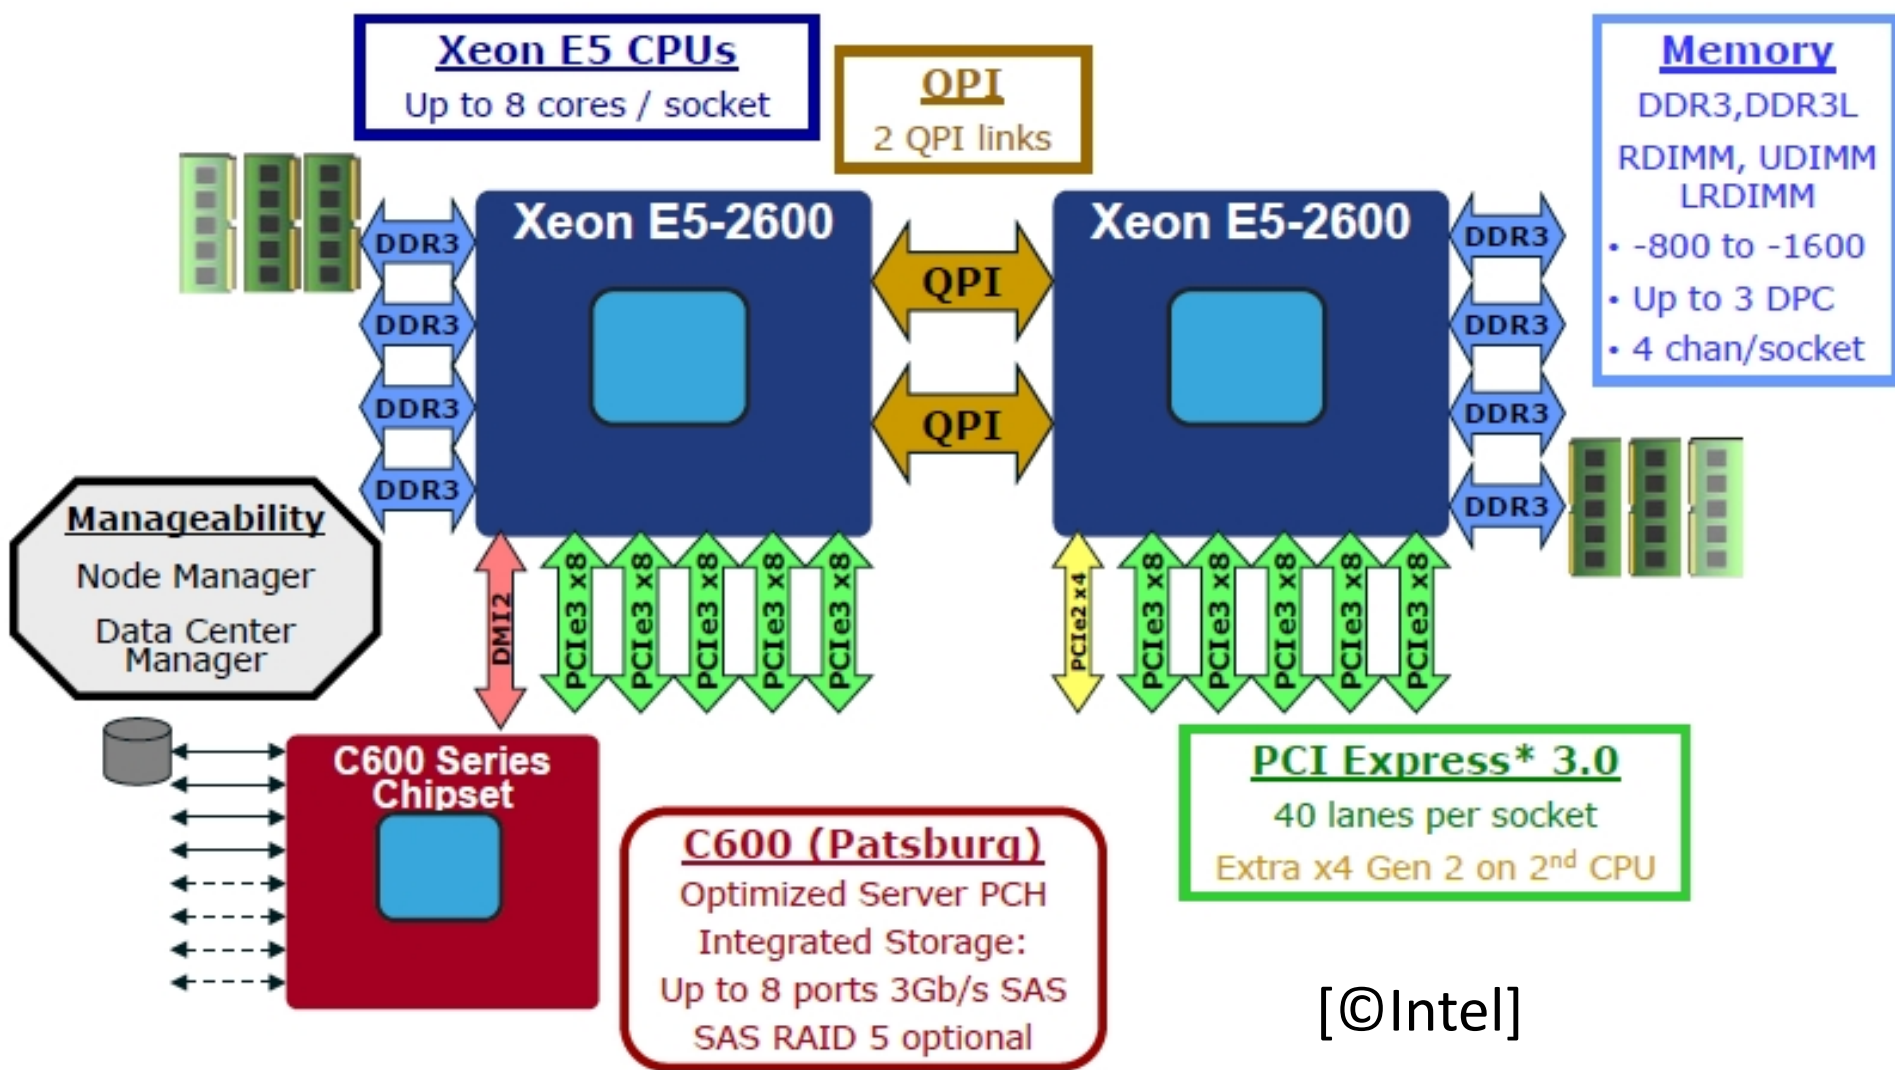 Xeon E5 CPUs
Up to 8 cores / socket
QPI
2 QPI links
Memory
DDR3,DDR3L
RDIMM, UDIMM
LRDIMM
• -800 to -1600
• Up to 3 DPC
• 4 chan/socket
Xeon E5-2600
Xeon E5-2600
DDR3
DDR3
DDR3
DDR3
QPI
QPI
DDR3
DDR3
DDR3
DDR3
Manageability
Node Manager
Data Center
Manager
DMI2
PCIe3 x8
PCIe3 x8
PCIe3 x8
PCIe3 x8
PCIe3 x8
PCIe2 x4
PCIe3 x8
PCIe3 x8
PCIe3 x8
PCIe3 x8
PCIe3 x8
C600 Series
Chipset
C600 (Patsburg)
Optimized Server PCH
Integrated Storage:
Up to 8 ports 3Gb/s SAS
SAS RAID 5 optional
PCI Express* 3.0
40 lanes per socket
Extra x4 Gen 2 on 2nd CPU
[©Intel]